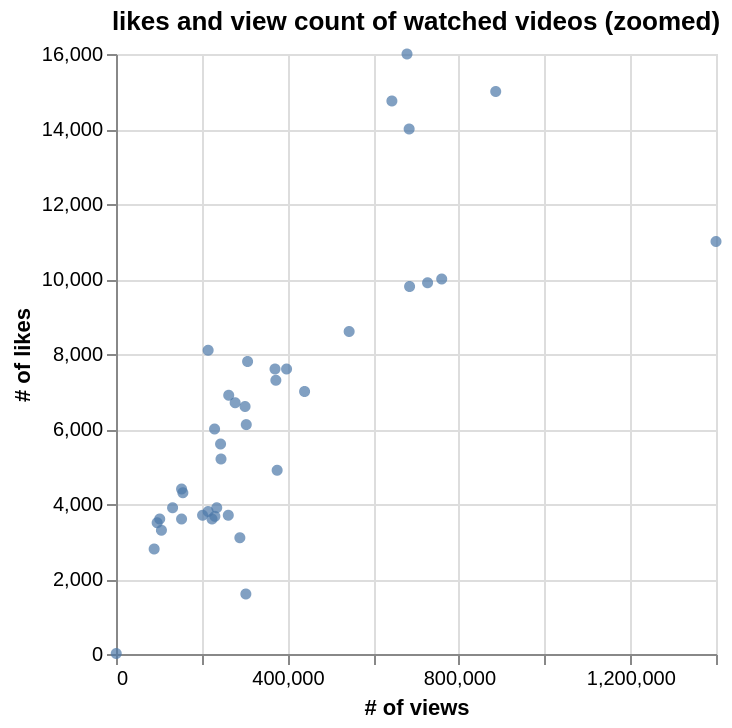 likes and view count of watched videos (zoomed)
16,000
14,000
12,000
10,000
8,000
6,000
4,000
2,000
0
# of likes
0 400,000 800,000 1,200,000
# of views